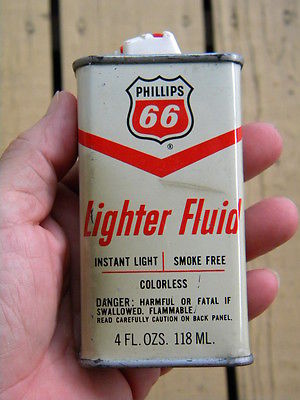 PHILLIPS
66
®
Lighter Fluid
INSTANT LIGHT | SMOKE FREE
COLORLESS
DANGER: HARMFUL OR FATAL IF
SWALLOWED. FLAMMABLE.
READ CAREFULLY CAUTION ON BACK PANEL.
4 FL. OZS. 118 ML.